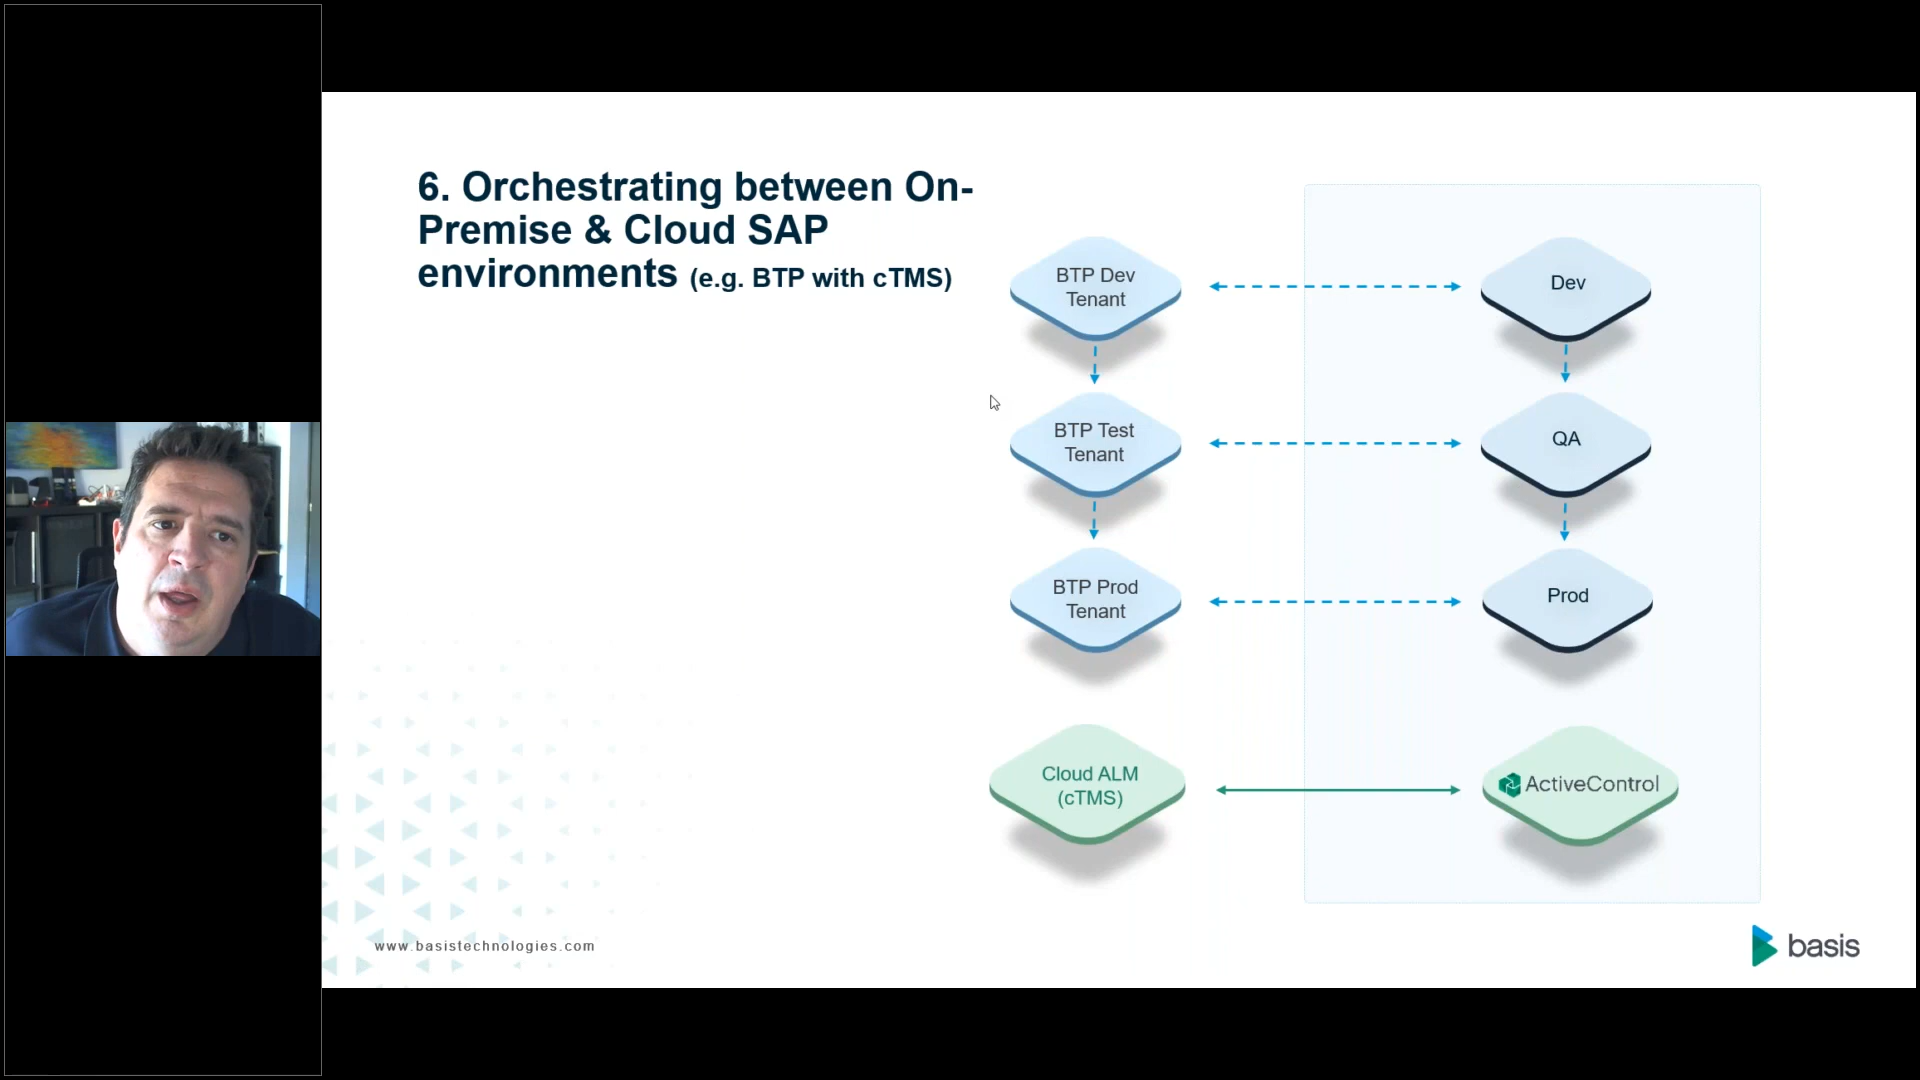 6. Orchestrating between On-
Premise & Cloud SAP
environments (e.g. BTP with cTMS)
BTP Dev
Tenant
Dev
BTP Test
Tenant
QA
BTP Prod
Tenant
Prod
Cloud ALM
(cTMS)
ActiveControl
www.basistechnologies.com
basis